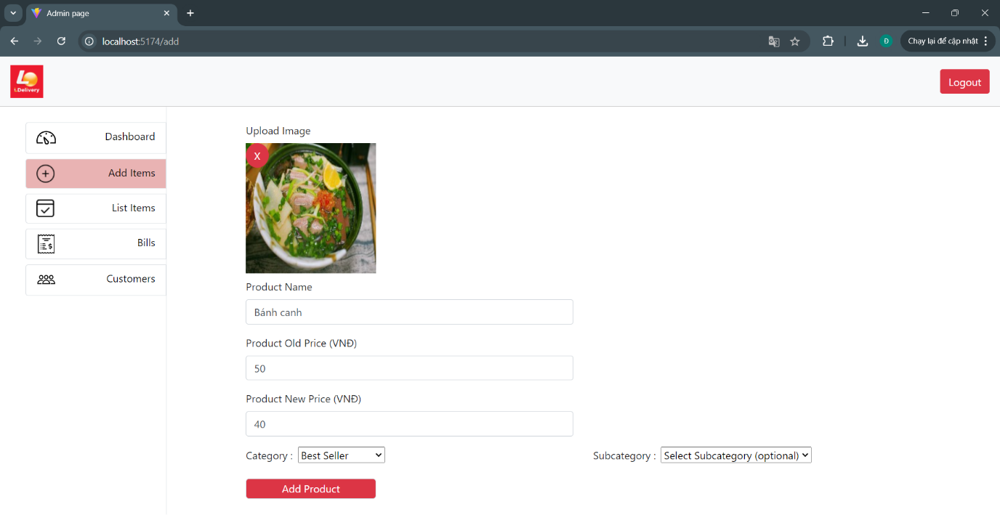 Admin page
localhost:5174/add
Đ
Chạy lại để cập nhật
L.Delivery
Logout
Dashboard
Add Items
List Items
Bills
Customers
Upload Image
X
Product Name
Bánh canh
Product Old Price (VNĐ)
50
Product New Price (VNĐ)
40
Category : Best Seller
Subcategory : Select Subcategory (optional)
Add Product